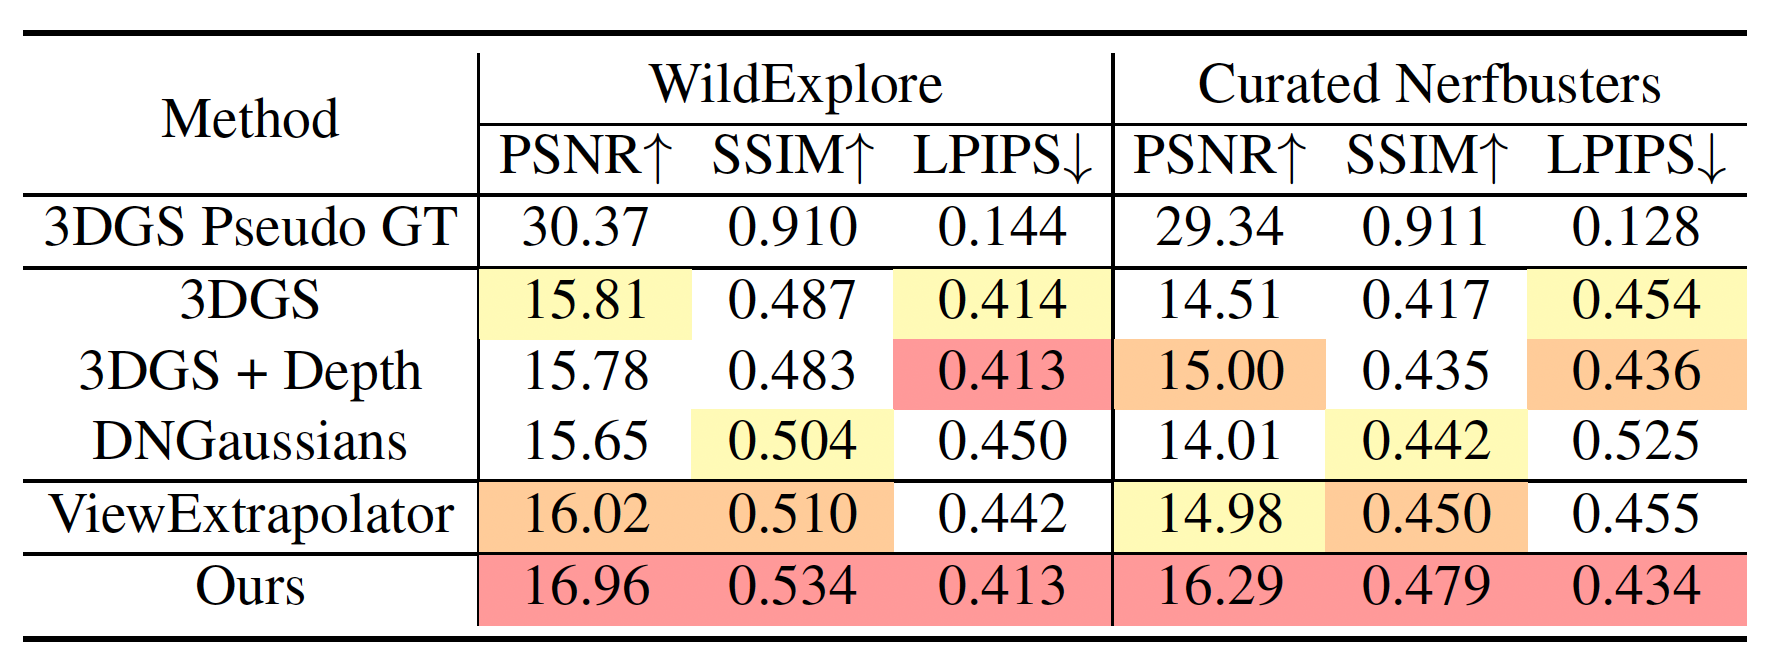 Method WildExplore Curated Nerfbusters
PSNR↑ SSIM↑ LPIPS↓ PSNR↑ SSIM↑ LPIPS↓
3DGS Pseudo GT 30.37 0.910 0.144 29.34 0.911 0.128
3DGS 15.81 0.487 0.414 14.51 0.417 0.454
3DGS + Depth 15.78 0.483 0.413 15.00 0.435 0.436
DNGaussians 15.65 0.504 0.450 14.01 0.442 0.525
ViewExtrapolator 16.02 0.510 0.442 14.98 0.450 0.455
Ours 16.96 0.534 0.413 16.29 0.479 0.434